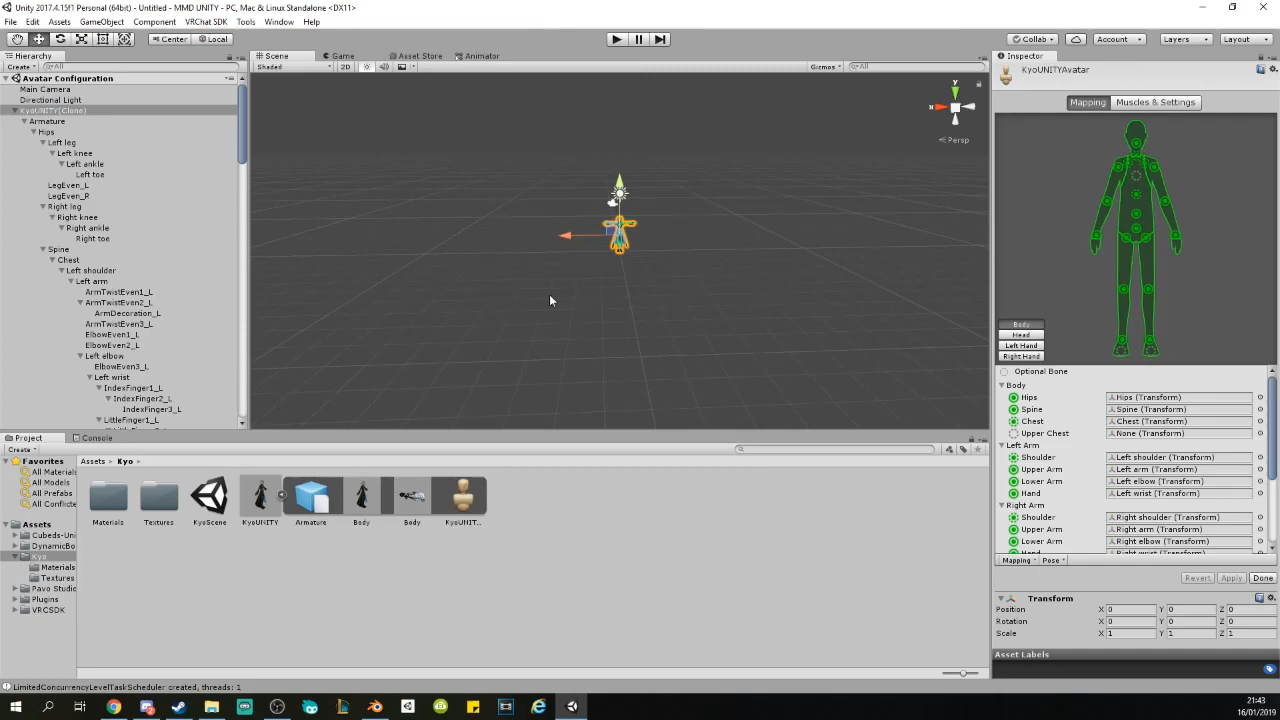 Unity 2017.4.15f1 Personal (64bit) - Untitled - MMD UNITY - PC, Mac & Linux Standalone <DX11>
File Edit Assets GameObject Component VRChat SDK Tools Window Help
Center Local Collab Account Layers Layout
Hierarchy
Create All
Avatar Configuration
Main Camera
Directional Light
KyoUNITY(Clone)
Armature
Hips
Left leg
Left knee
Left ankle
Left toe
LegEven_L
LegEven_R
Right leg
Right knee
Right ankle
Right toe
Spine
Chest
Left shoulder
Left arm
ArmTwistEven1_L
ArmTwistEven2_L
ArmDecoration_L
ArmTwistEven3_L
ElbowEven1_L
ElbowEven2_L
Left elbow
ElbowEven3_L
Left wrist
IndexFinger1_L
IndexFinger2_L
IndexFinger3_L
LittleFinger1_L
Scene Game Asset Store Animator
Shaded 2D Gizmos All
y
x
Persp
Inspector
KyoUNITYAvatar
Mapping Muscles & Settings
Body
Head
Left Hand
Right Hand
Optional Bone
Body
Hips Hips (Transform)
Spine Spine (Transform)
Chest Chest (Transform)
Upper Chest None (Transform)
Left Arm
Shoulder Left shoulder (Transform)
Upper Arm Left arm (Transform)
Lower Arm Left elbow (Transform)
Hand Left wrist (Transform)
Right Arm
Shoulder Right shoulder (Transform)
Upper Arm Right arm (Transform)
Lower Arm Right elbow (Transform)
Hand Right wrist (Transform)
Mapping Pose
Revert Apply Done
Transform
Position X 0 Y 0 Z 0
Rotation X 0 Y 0 Z 0
Scale X 1 Y 1 Z 1
Asset Labels
Project Console
Create
Favorites
All Materials
All Models
All Prefabs
All Conflicte
Assets
Cubeds-Uni
DynamicBo
Kyo
Materials
Textures
Pavo Studi
Plugins
VRCSDK
Assets Kyo
Materials Textures KyoScene KyoUNITY Armature Body Body KyoUNIT...
LimitedConcurrencyLevelTaskScheduler created, threads: 1
21:43
16/01/2019